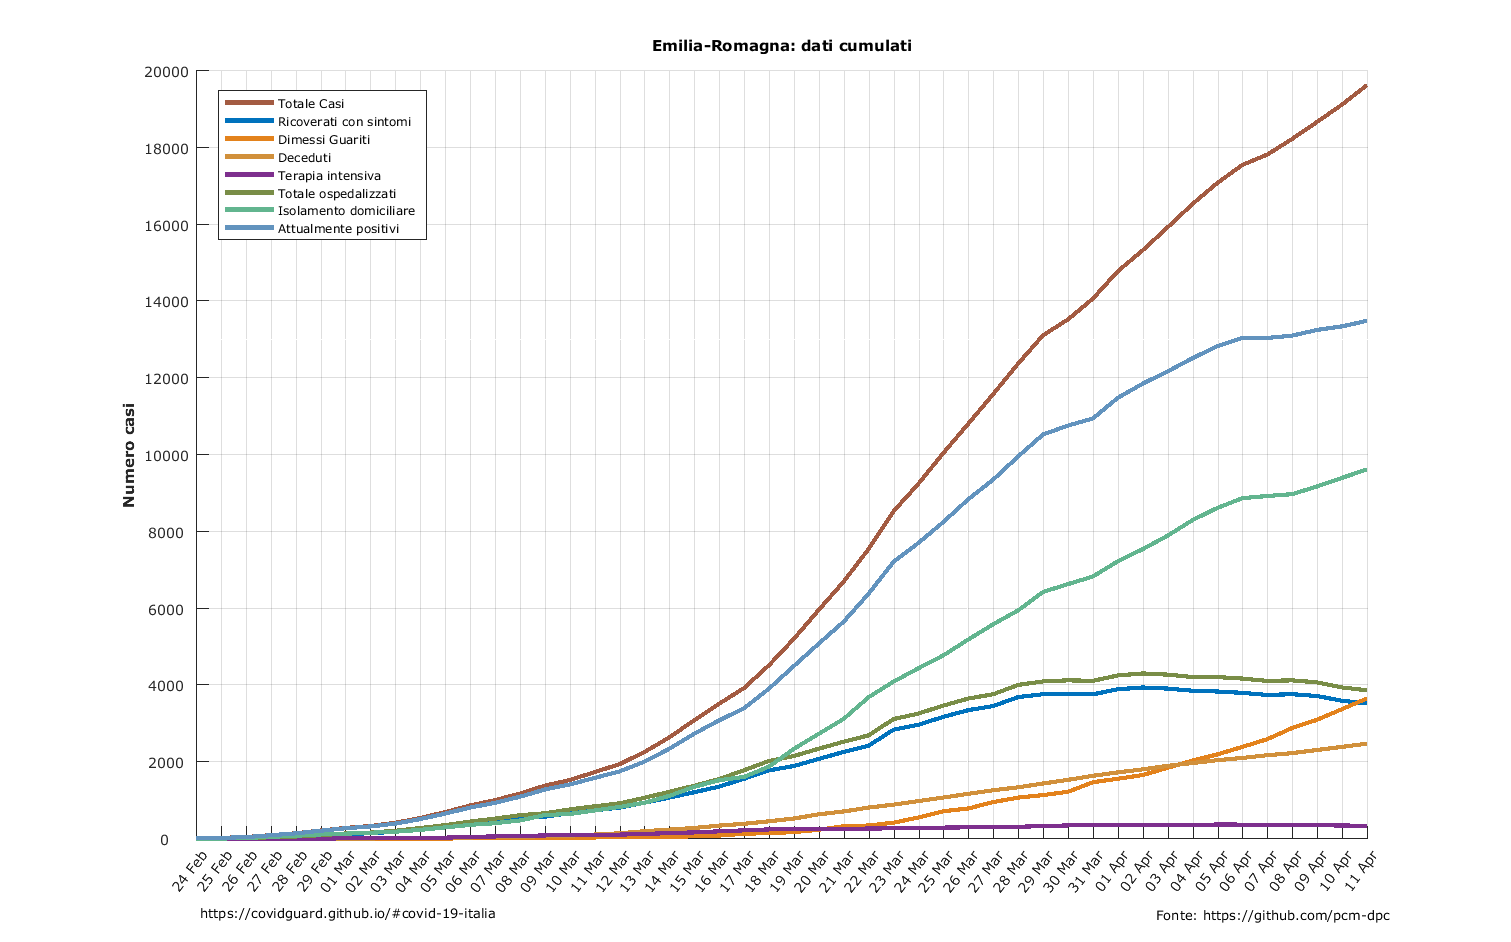 Emilia-Romagna: dati cumulati
20000
18000
16000
14000
12000
10000
8000
6000
4000
2000
0
Numero casi
Totale Casi
Ricoverati con sintomi
Dimessi Guariti
Deceduti
Terapia intensiva
Totale ospedalizzati
Isolamento domiciliare
Attualmente positivi
24 Feb
25 Feb
26 Feb
27 Feb
28 Feb
29 Feb
01 Mar
02 Mar
03 Mar
04 Mar
05 Mar
06 Mar
07 Mar
08 Mar
09 Mar
10 Mar
11 Mar
12 Mar
13 Mar
14 Mar
15 Mar
16 Mar
17 Mar
18 Mar
19 Mar
20 Mar
21 Mar
22 Mar
23 Mar
24 Mar
25 Mar
26 Mar
27 Mar
28 Mar
29 Mar
30 Mar
31 Mar
01 Apr
02 Apr
03 Apr
04 Apr
05 Apr
06 Apr
07 Apr
08 Apr
09 Apr
10 Apr
11 Apr
https://covidguard.github.io/#covid-19-italia
Fonte: https://github.com/pcm-dpc